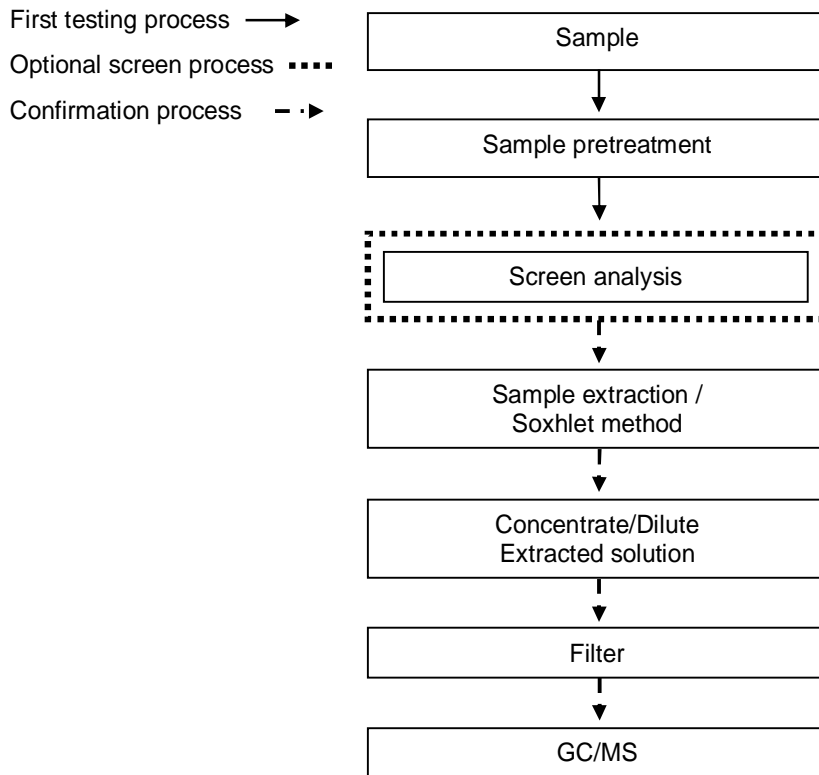 First testing process
Optional screen process
Confirmation process
Sample
Sample pretreatment
Screen analysis
Sample extraction /
Soxhlet method
Concentrate/Dilute
Extracted solution
Filter
GC/MS